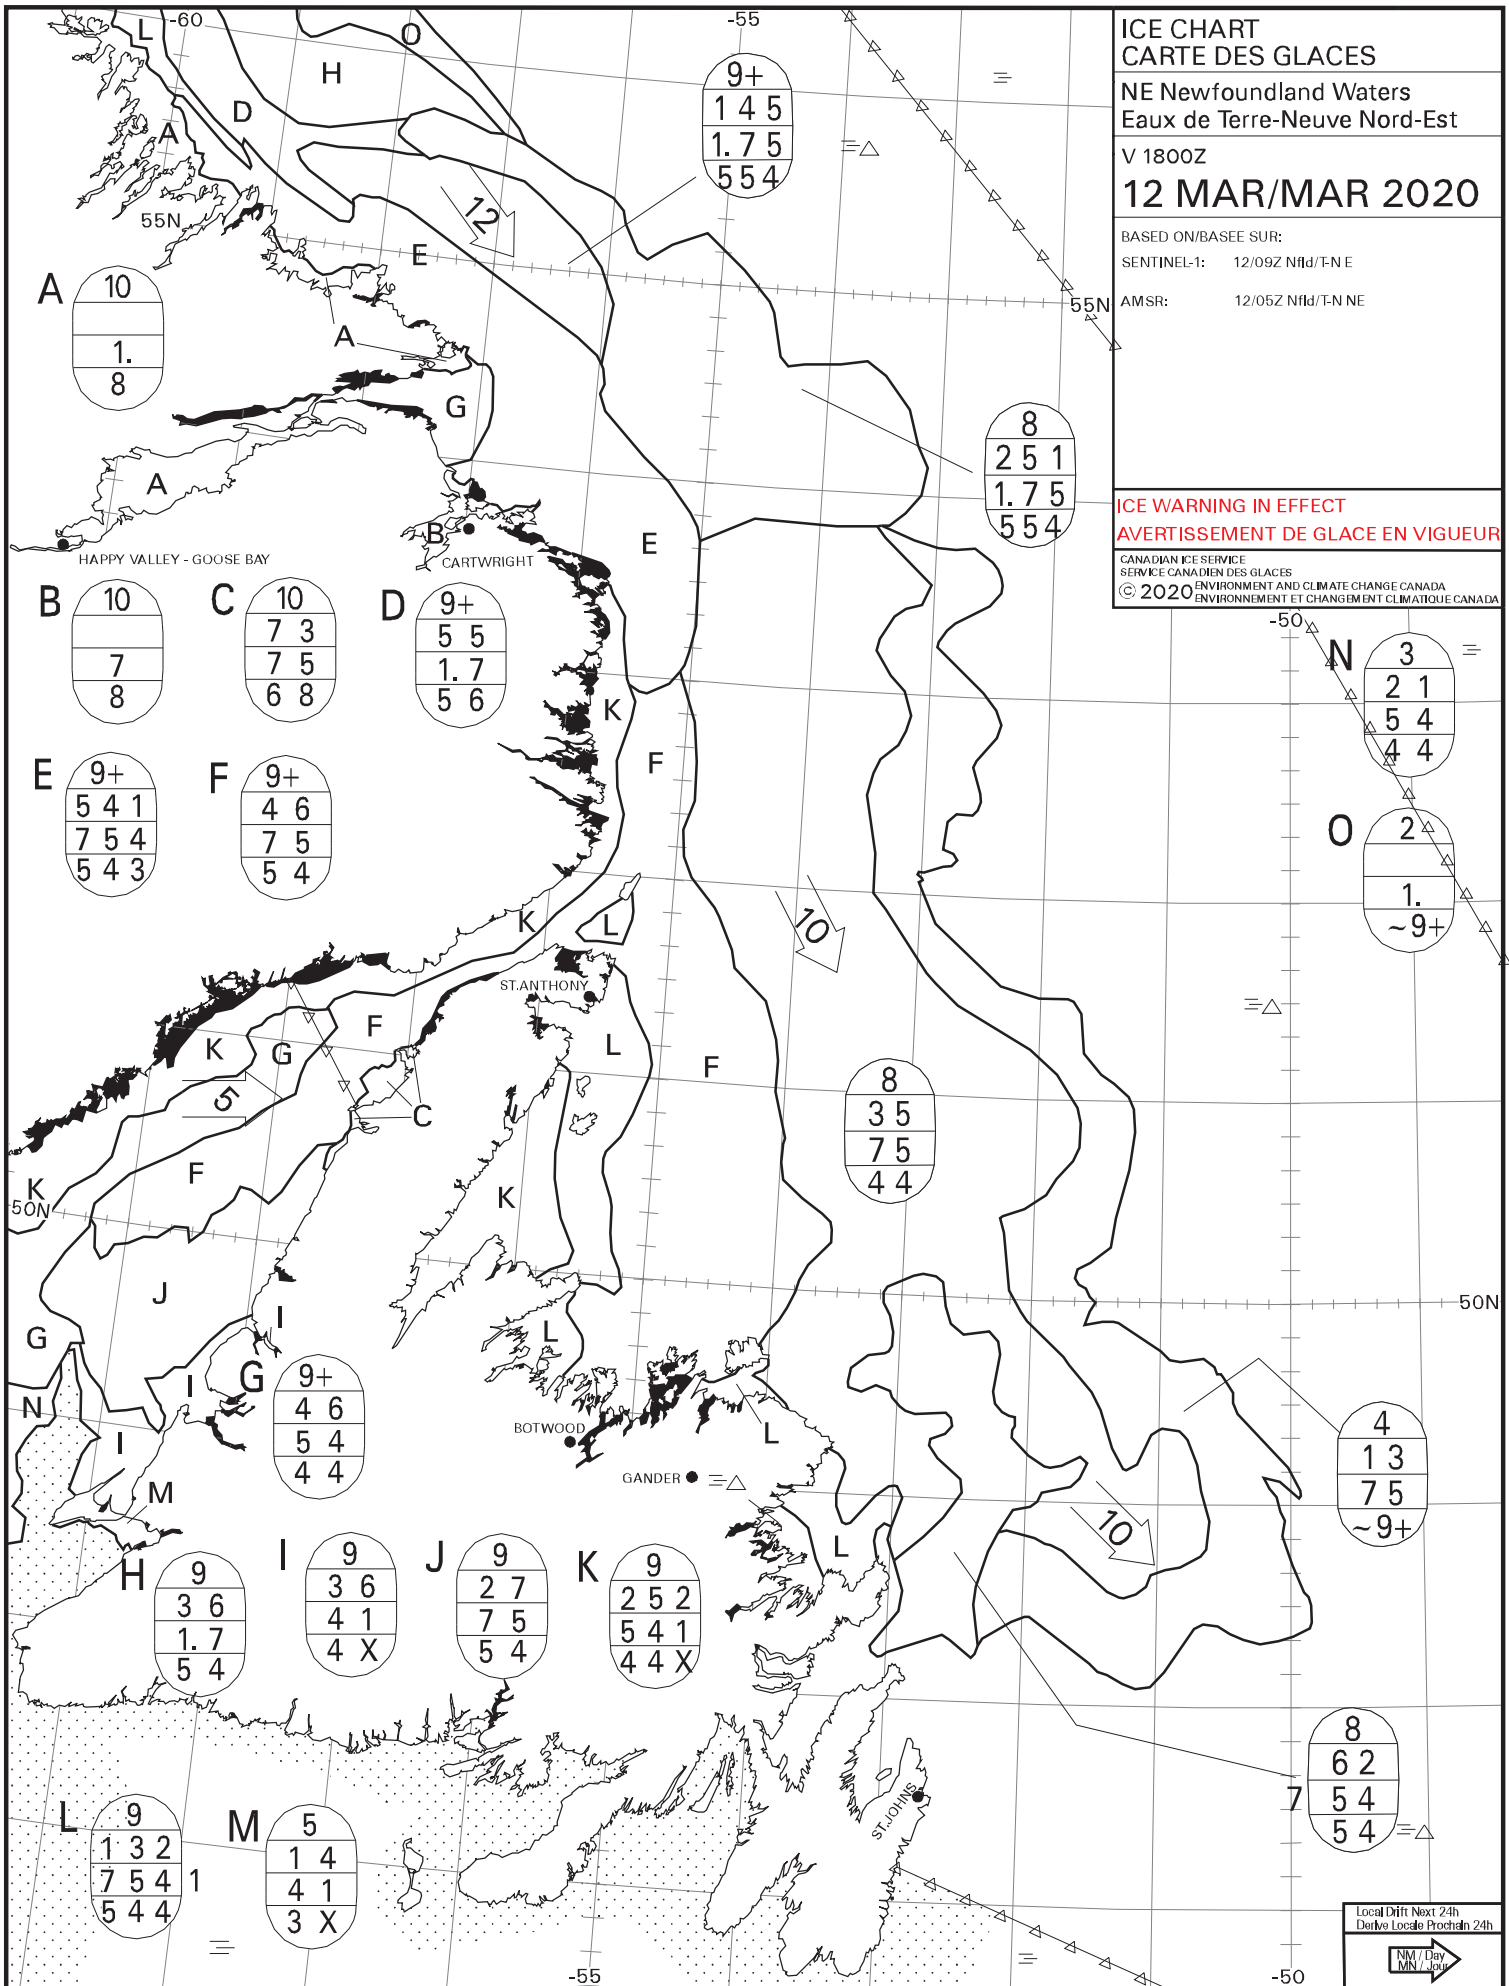 ICE CHART
CARTE DES GLACES
NE Newfoundland Waters
Eaux de Terre-Neuve Nord-Est
V 1800Z
12 MAR/MAR 2020
BASED ON/BASEE SUR:
SENTINEL-1: 12/09Z Nfld/T-N E
AMSR: 12/05Z Nfld/T-N NE
ICE WARNING IN EFFECT
AVERTISSEMENT DE GLACE EN VIGUEUR
CANADIAN ICE SERVICE
SERVICE CANADIEN DES GLACES
© 2020 ENVIRONMENT AND CLIMATE CHANGE CANADA
ENVIRONNEMENT ET CHANGEMENT CLIMATIQUE CANADA
-60
-55
L
O
H
D
A
9+
1 4 5
1. 7 5
5 5 4
55N
12
E
55N
A
10
1.
8
A
G
A
8
2 5 1
1. 7 5
5 5 4
B
CARTWRIGHT
HAPPY VALLEY - GOOSE BAY
E
B
10
7
8
C
10
7 3
7 5
6 8
D
9+
5 5
1. 7
5 6
-50
N
3
2 1
5 4
4 4
K
F
E
9+
5 4 1
7 5 4
5 4 3
F
9+
4 6
7 5
5 4
O
2
1.
~9+
K
L
10
ST.ANTHONY
K
G
F
L
F
5
C
8
3 5
7 5
4 4
F
K
K
50N
J
50N
G
I
L
G
9+
4 6
5 4
4 4
I
N
I
BOTWOOD
L
GANDER
4
1 3
7 5
~9+
M
10
L
H
9
3 6
1. 7
5 4
I
9
3 6
4 1
4 X
J
9
2 7
7 5
5 4
K
9
2 5 2
5 4 1
4 4 X
8
6 2
7 5 4
5 4
ST.JOHNS
L
9
1 3 2
7 5 4 1
5 4 4
M
5
1 4
4 1
3 X
Local Drift Next 24h
Derive Locale Prochain 24h
NM / Day
MN / Jour
-55
-50